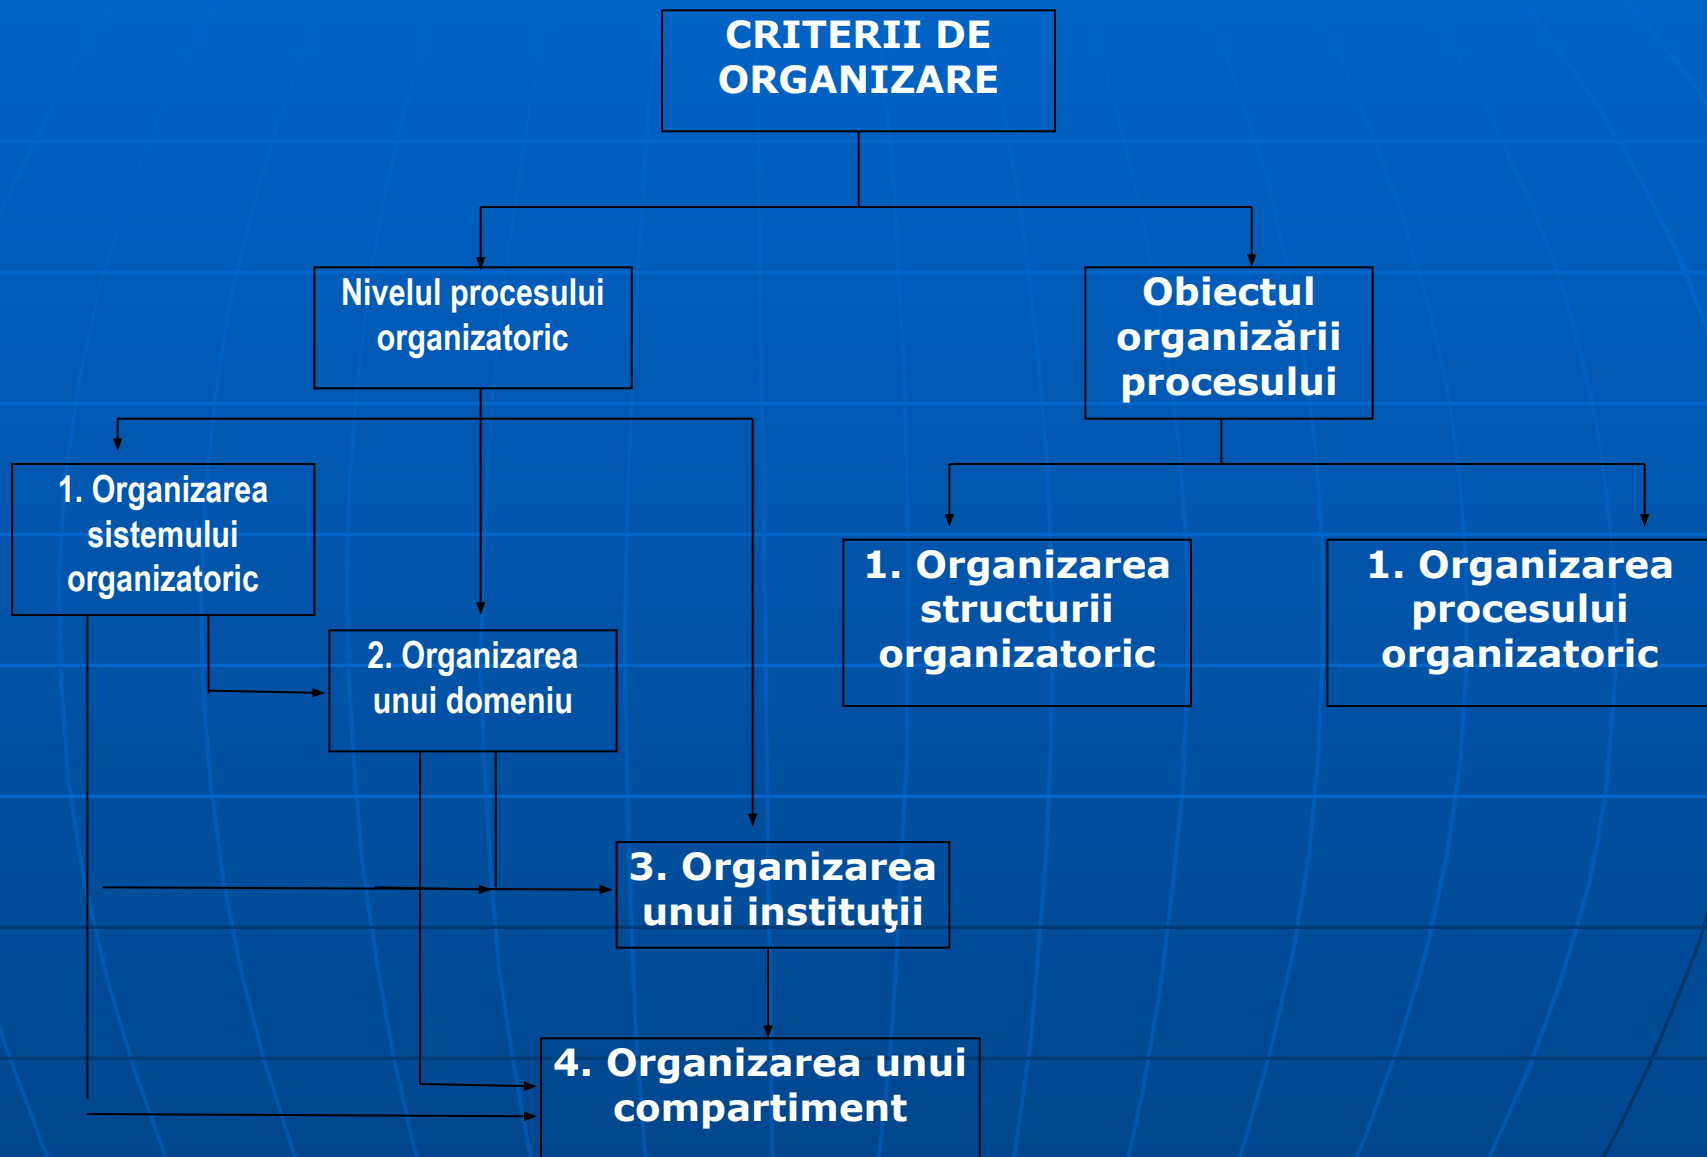 CRITERII DE
ORGANIZARE
Nivelul procesului
organizatoric
Obiectul
organizării
procesului
1. Organizarea
sistemului
organizatoric
2. Organizarea
unui domeniu
3. Organizarea
unui instituţii
4. Organizarea unui
compartiment
1. Organizarea
structurii
organizatoric
1. Organizarea
procesului
organizatoric